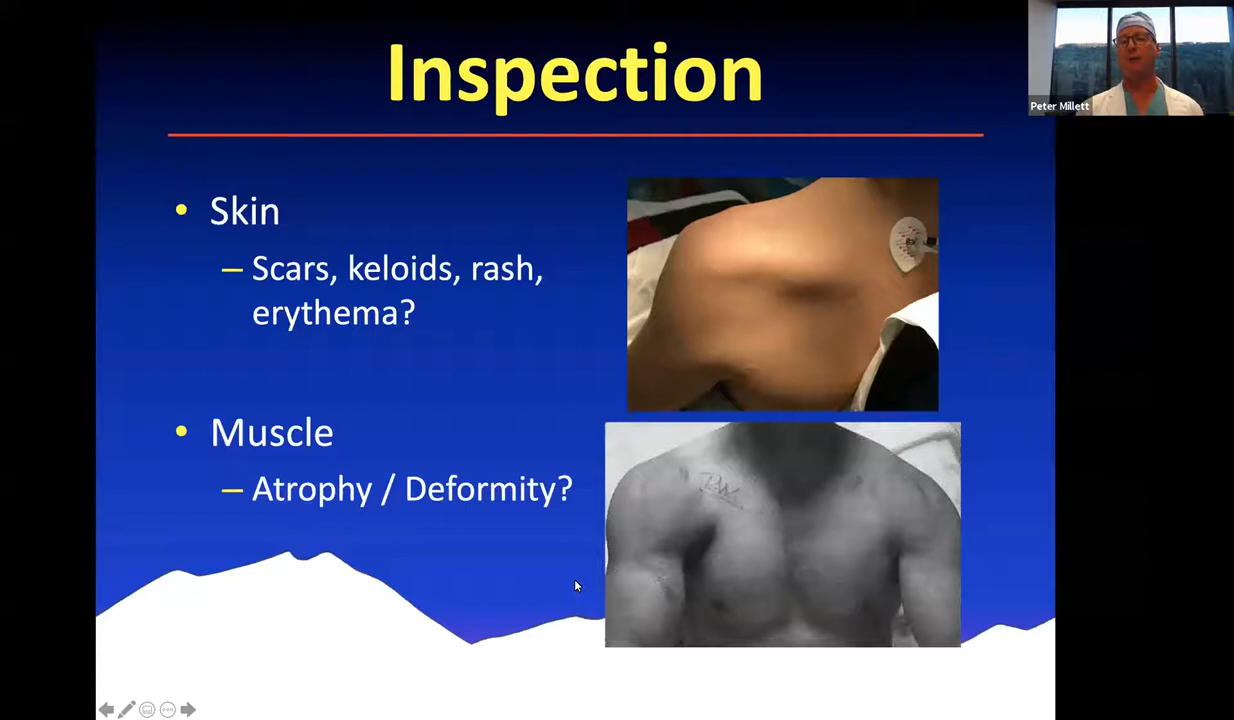 Inspection
Peter Millett
• Skin
– Scars, keloids, rash,
erythema?
• Muscle
– Atrophy / Deformity?